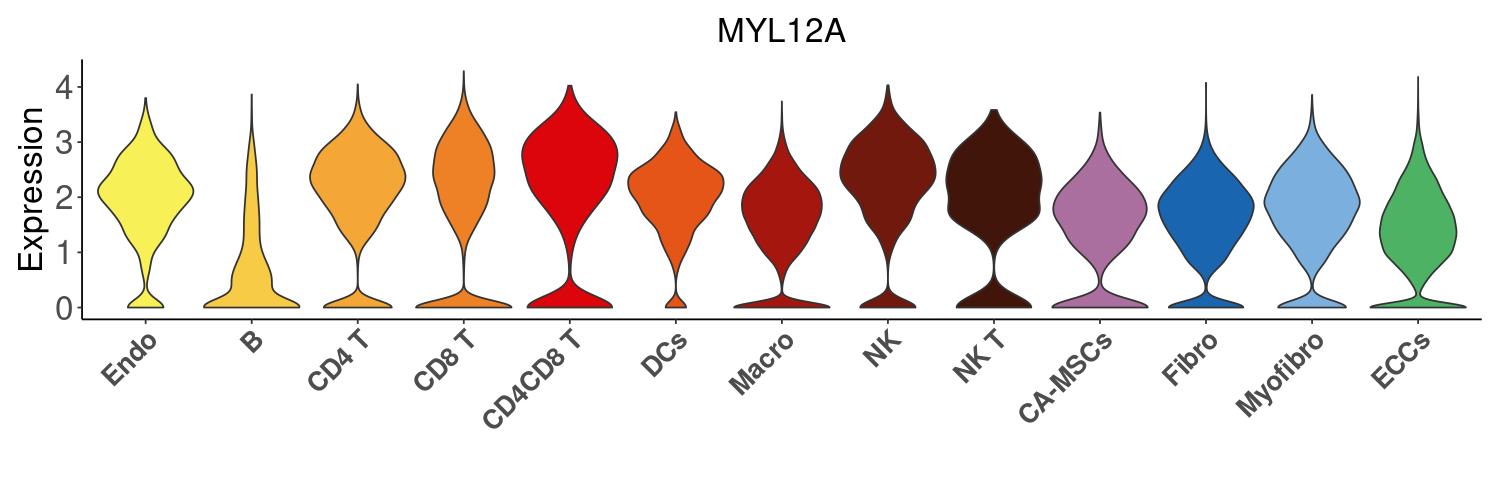 MYL12A
Expression
4
3
2
1
0
Endo
B
CD4 T
CD8 T
CD4CD8 T
DCs
Macro
NK
NK T
CA-MSCs
Fibro
Myofibro
ECCs